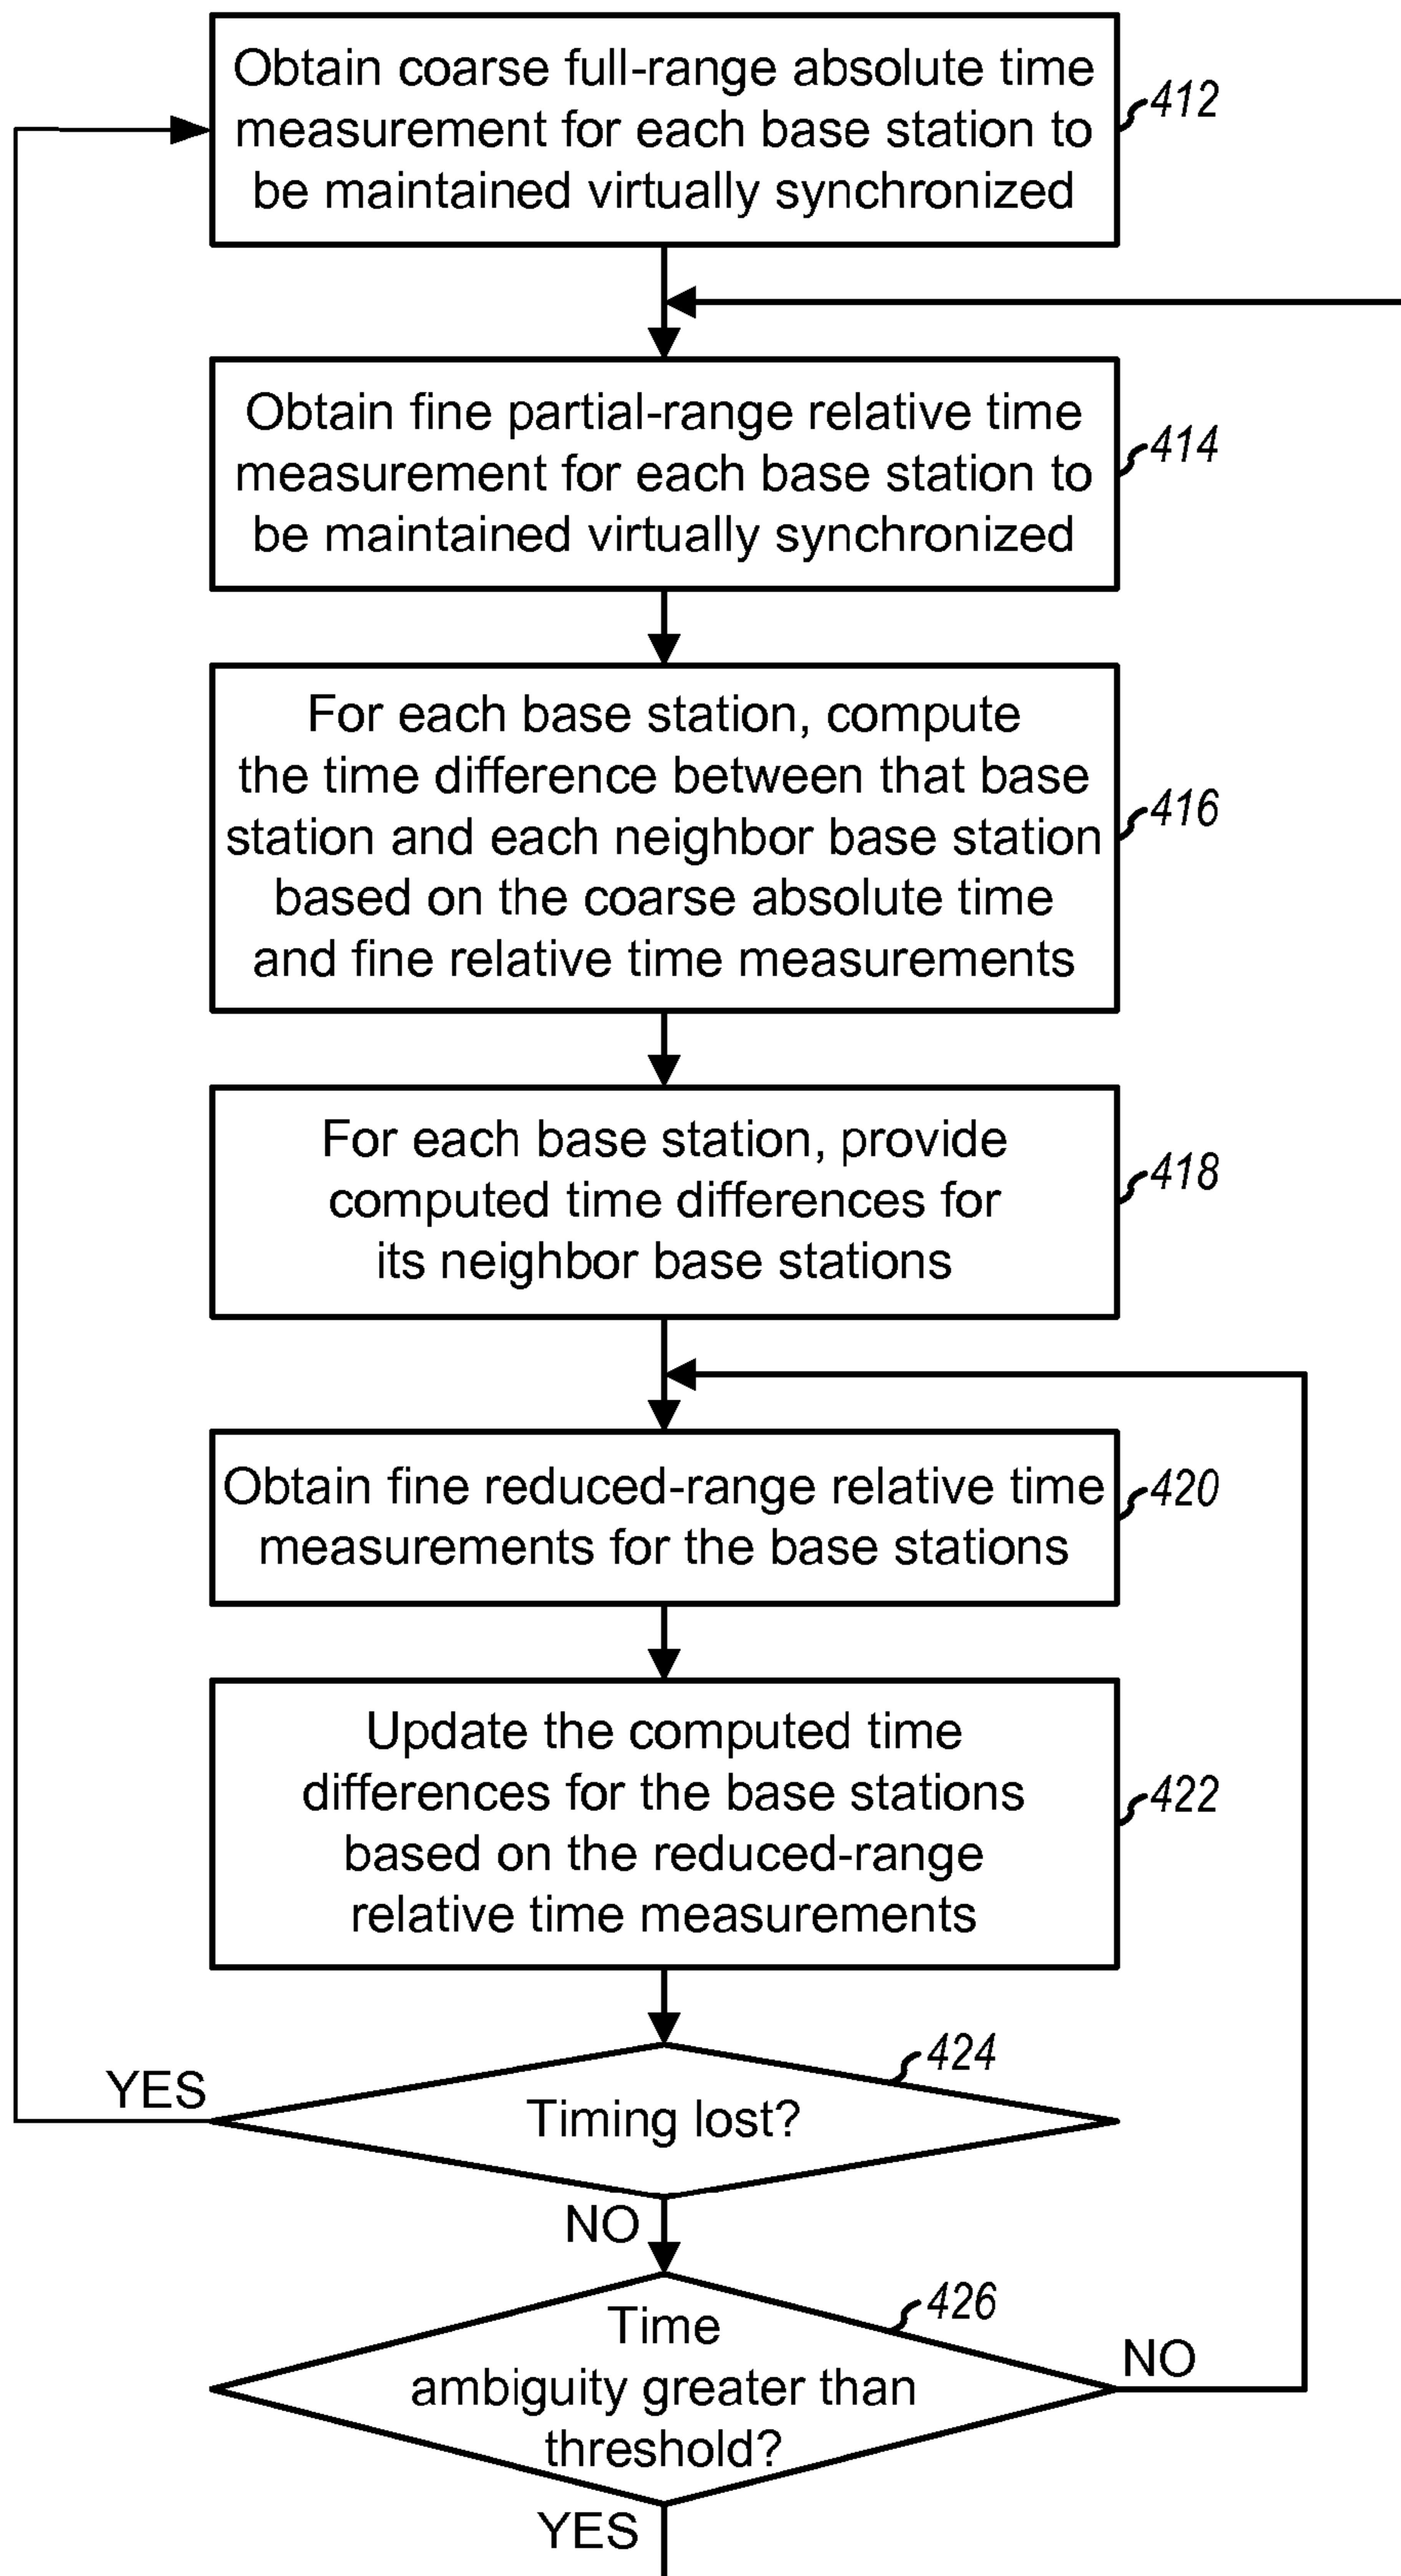 Obtain coarse full-range absolute time
measurement for each base station to
be maintained virtually synchronized
412
Obtain fine partial-range relative time
measurement for each base station to
be maintained virtually synchronized
414
For each base station, compute
the time difference between that base
station and each neighbor base station
based on the coarse absolute time
and fine relative time measurements
416
For each base station, provide
computed time differences for
its neighbor base stations
418
Obtain fine reduced-range relative time
measurements for the base stations
420
Update the computed time
differences for the base stations
based on the reduced-range
relative time measurements
422
424
YES
Timing lost?
NO
426
Time
ambiguity greater than
threshold?
NO
YES